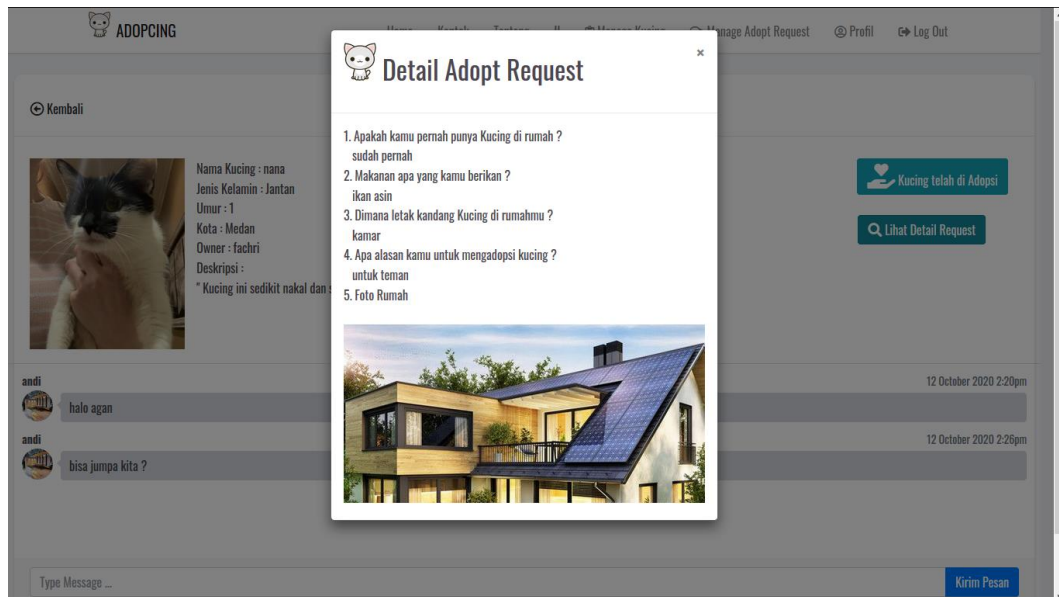 ADOPCING
Home Kontak Tentang Manage Kucing Manage Adopt Request Profil Log Out
Detail Adopt Request
×
Kembali
1. Apakah kamu pernah punya Kucing di rumah ?
sudah pernah
2. Makanan apa yang kamu berikan ?
ikan asin
3. Dimana letak kandang Kucing di rumahmu ?
kamar
4. Apa alasan kamu untuk mengadopsi kucing ?
untuk teman
5. Foto Rumah
Nama Kucing : nana
Jenis Kelamin : Jantan
Umur : 1
Kota : Medan
Owner : fachri
Deskripsi :
" Kucing ini sedikit nakal dan
Kucing telah di Adopsi
Lihat Detail Request
andi 12 October 2020 2:20pm
halo agan
andi 12 October 2020 2:26pm
bisa jumpa kita ?
Type Message ...
Kirim Pesan